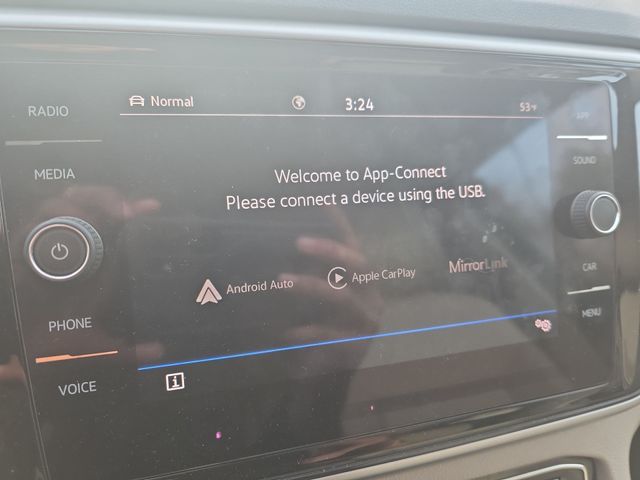 RADIO
MEDIA
PHONE
VOICE
Normal
3:24
53°F
Welcome to App-Connect
Please connect a device using the USB.
Android Auto
Apple CarPlay
MirrorLink
i
APP
SOUND
CAR
MENU